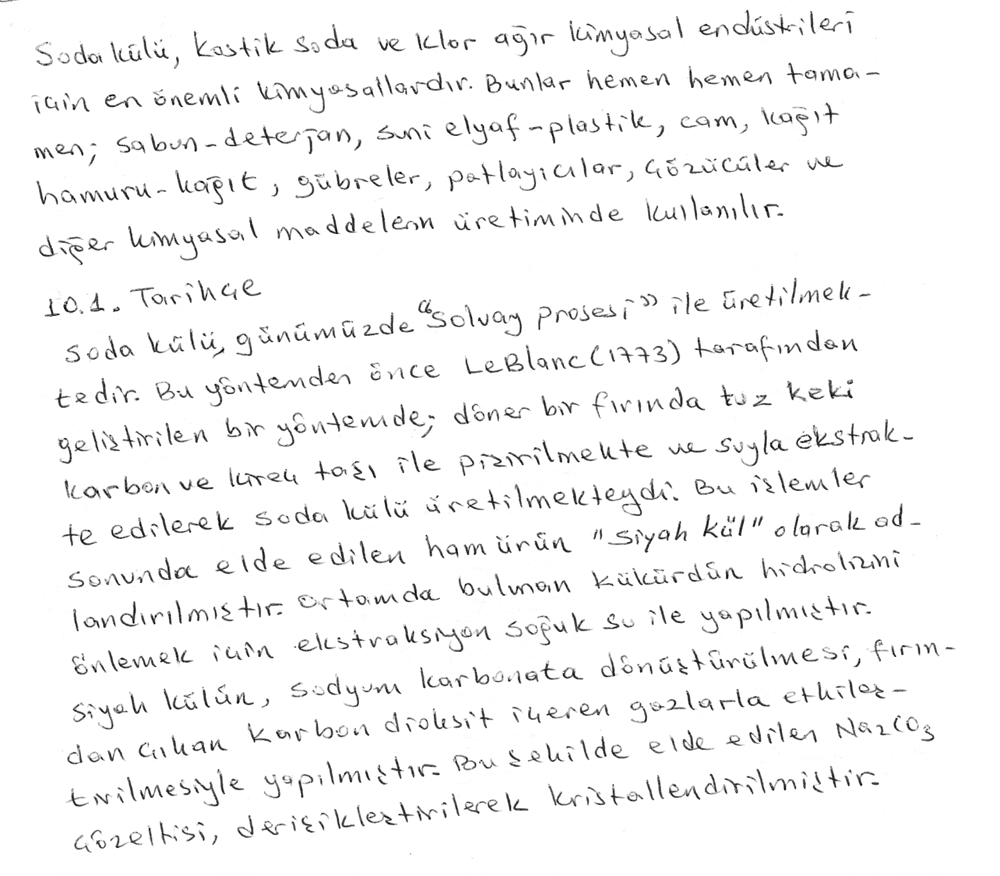 Soda külü, kostik soda ve klor ağır kimyasal endüstrileri
için en önemli kimyasallardır. Bunlar hemen hemen tama-
men; sabun-deterjan, suni elyaf-plastik, cam, kağıt
hamuru-kağıt, gübreler, patlayıcılar, çözücüler ve
diğer kimyasal maddelerin üretiminde kullanılır.
10.1. Tarihçe
Soda külü, günümüzde "Solvay prosesi" ile üretilmek-
tedir. Bu yöntemden önce LeBlanc (1773) tarafından
geliştirilen bir yöntemde; döner bir fırında tuz keki
karbon ve kireç taşı ile pişirilmekte ve suyla ekstrak-
te edilerek soda külü üretilmekteydi. Bu işlemler
sonunda elde edilen ham ürün "siyah kül" olarak ad-
landırılmıştır. Ortamda bulunan kükürdün hidrolizini
önlemek için ekstraksiyon soğuk su ile yapılmıştır.
Siyah külün, sodyum karbonata dönüştürülmesi, fırın-
dan çıkan karbon dioksit içeren gazlarla etkileş-
tirilmesiyle yapılmıştır. Bu şekilde elde edilen Na2CO3
çözeltisi, derişikleştirilerek kristallendirilmiştir.